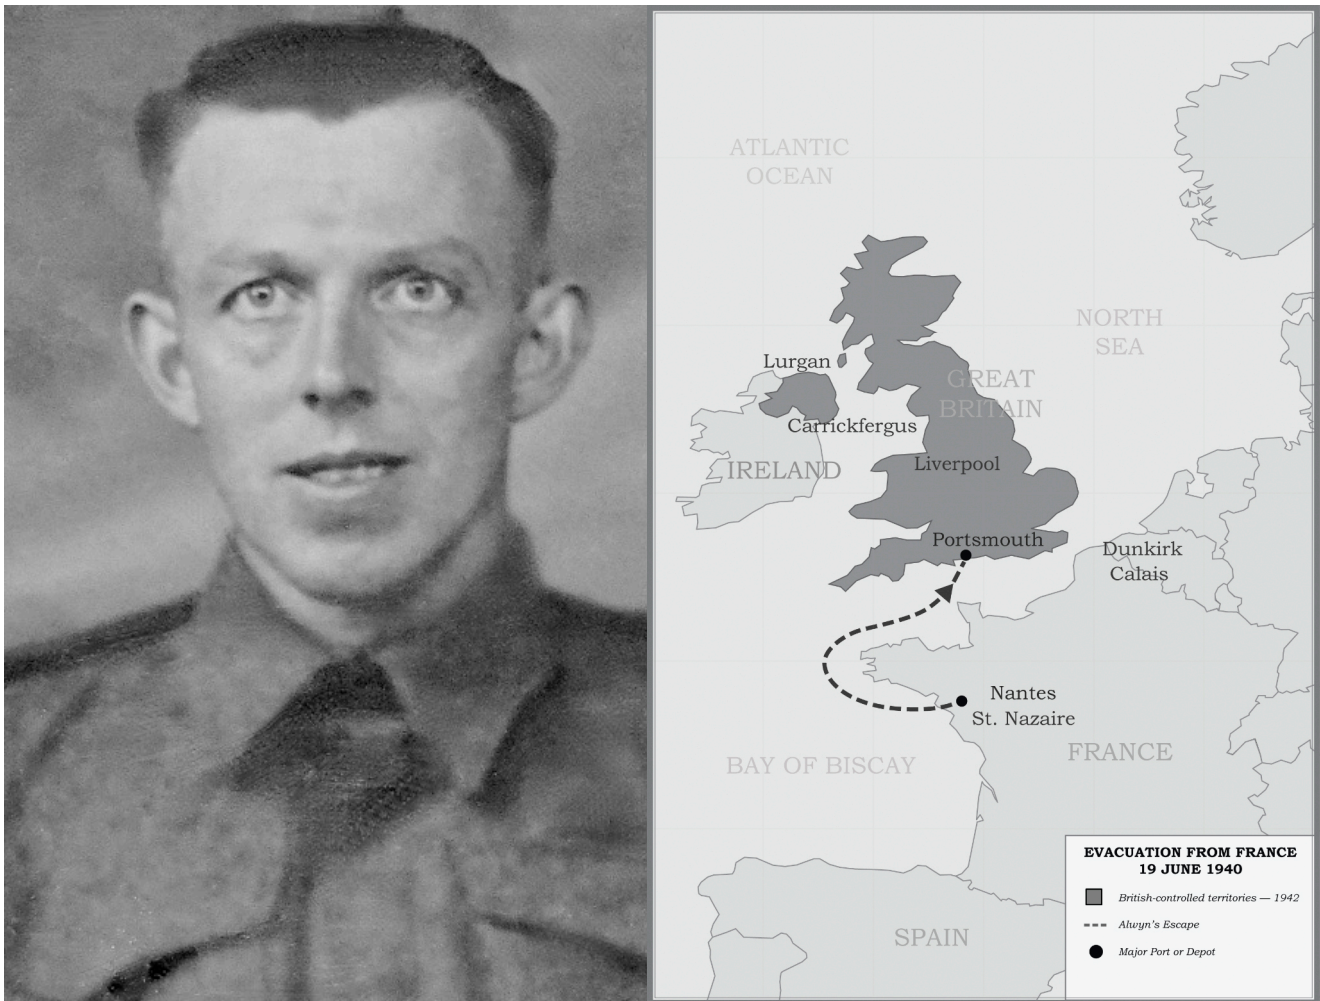 ATLANTIC
OCEAN
NORTH
SEA
Lurgan
GREAT
BRITAIN
Carrickfergus
IRELAND
Liverpool
Portsmouth
Dunkirk
Calais
Nantes
St. Nazaire
FRANCE
BAY OF BISCAY
SPAIN
EVACUATION FROM FRANCE
19 JUNE 1940
British-controlled territories — 1942
Alwyn's Escape
Major Port or Depot